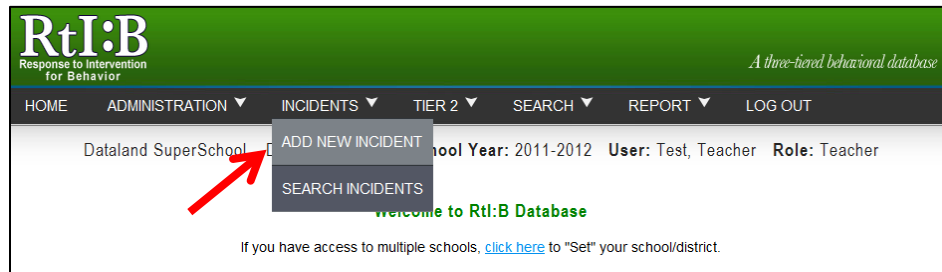 RtI:B
Response to Intervention
for Behavior
A three-tiered behavioral database
HOME ADMINISTRATION INCIDENTS TIER 2 SEARCH REPORT LOG OUT
ADD NEW INCIDENT
Dataland SuperSchool hool Year: 2011-2012 User: Test, Teacher Role: Teacher
SEARCH INCIDENTS
Welcome to RtI:B Database
If you have access to multiple schools, click here to "Set" your school/district.